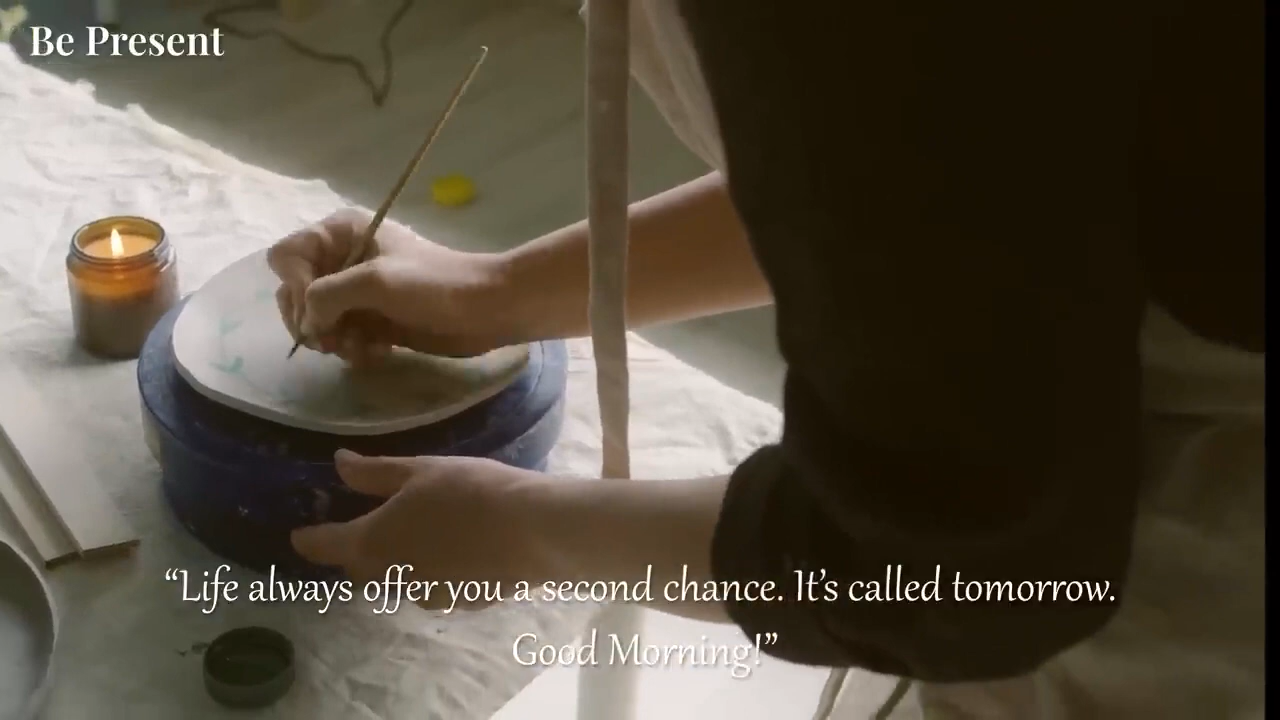 Be Present
“Life always offer you a second chance. It’s called tomorrow.
Good Morning!”